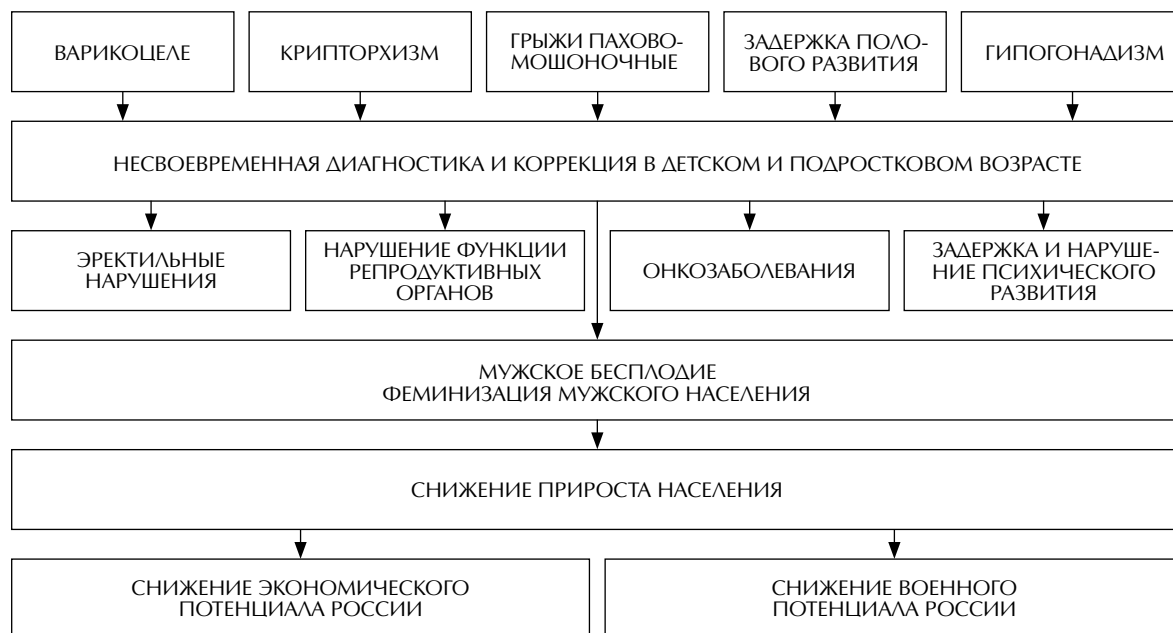 ВАРИКОЦЕЛЕ
КРИПТОРХИЗМ
ГРЫЖИ ПАХОВО-
МОШОНОЧНЫЕ
ЗАДЕРЖКА ПОЛО-
ВОГО РАЗВИТИЯ
ГИПОГОНАДИЗМ
НЕСВОЕВРЕМЕННАЯ ДИАГНОСТИКА И КОРРЕКЦИЯ В ДЕТСКОМ И ПОДРОСТКОВОМ ВОЗРАСТЕ
ЭРЕКТИЛЬНЫЕ
НАРУШЕНИЯ
НАРУШЕНИЕ ФУНКЦИИ
РЕПРОДУКТИВНЫХ
ОРГАНОВ
ОНКОЗАБОЛЕВАНИЯ
ЗАДЕРЖКА И НАРУШЕ-
НИЕ ПСИХИЧЕСКОГО
РАЗВИТИЯ
МУЖСКОЕ БЕСПЛОДИЕ
ФЕМИНИЗАЦИЯ МУЖСКОГО НАСЕЛЕНИЯ
СНИЖЕНИЕ ПРИРОСТА НАСЕЛЕНИЯ
СНИЖЕНИЕ ЭКОНОМИЧЕСКОГО
ПОТЕНЦИАЛА РОССИИ
СНИЖЕНИЕ ВОЕННОГО
ПОТЕНЦИАЛА РОССИИ